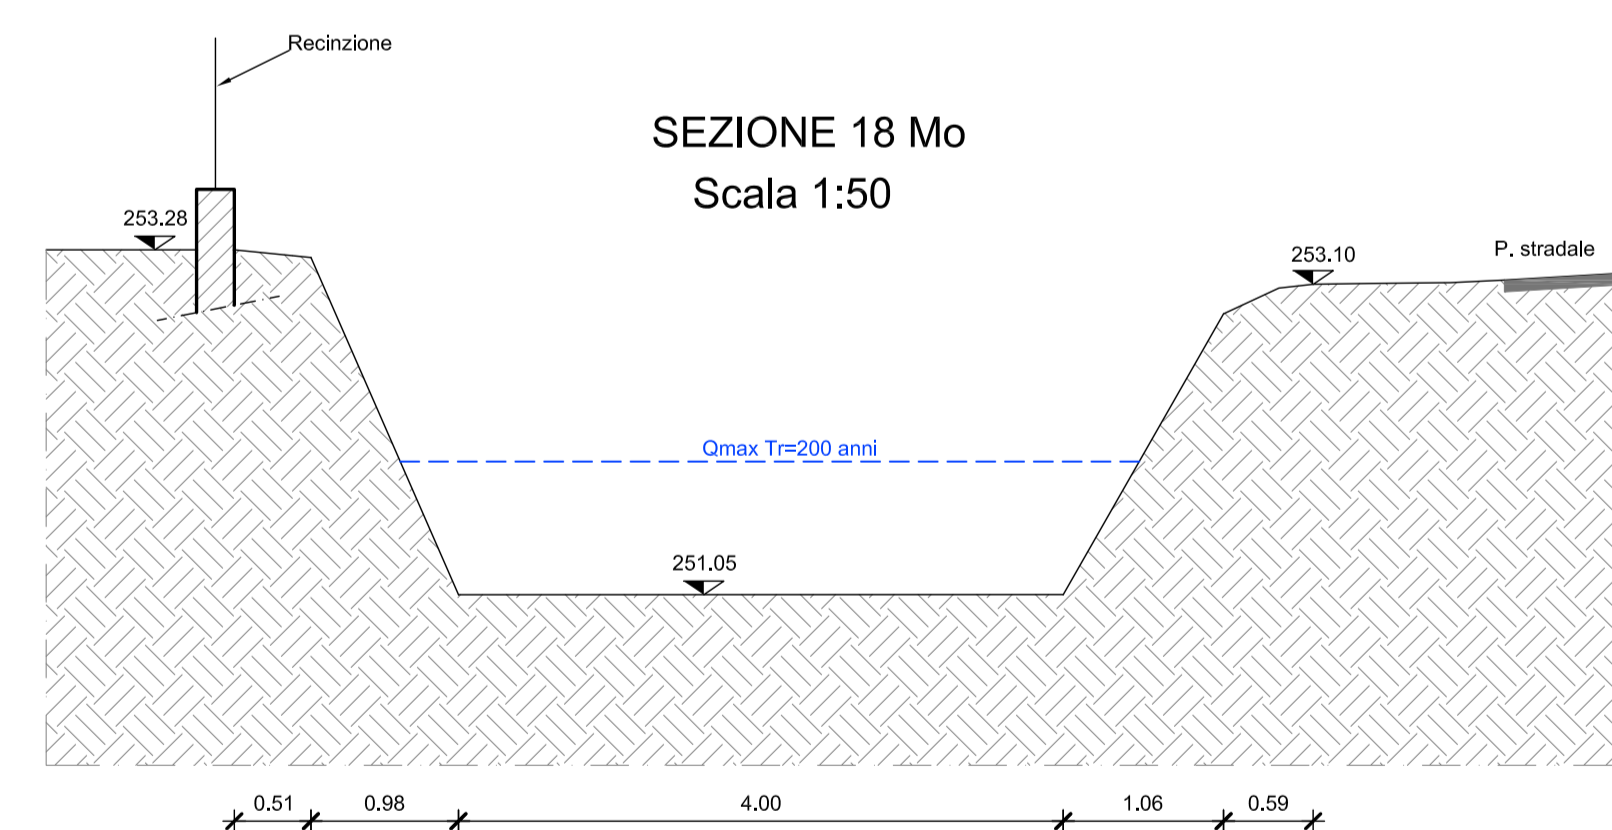 Recinzione
SEZIONE 18 Mo
Scala 1:50
253.28
253.10
P. stradale
Qmax Tr=200 anni
251.05
0.51 0.98 4.00 1.06 0.59